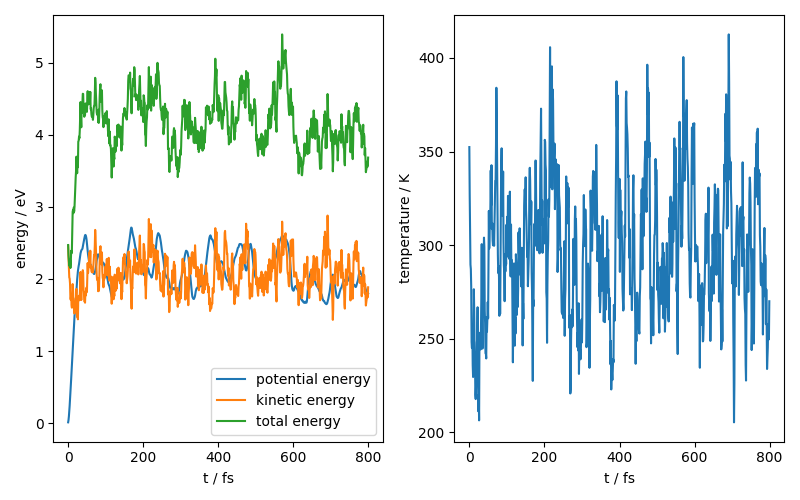 energy / eV
5
4
3
2
1
0
potential energy
kinetic energy
total energy
0 200 400 600 800
t / fs
temperature / K
400
350
300
250
200
0 200 400 600 800
t / fs